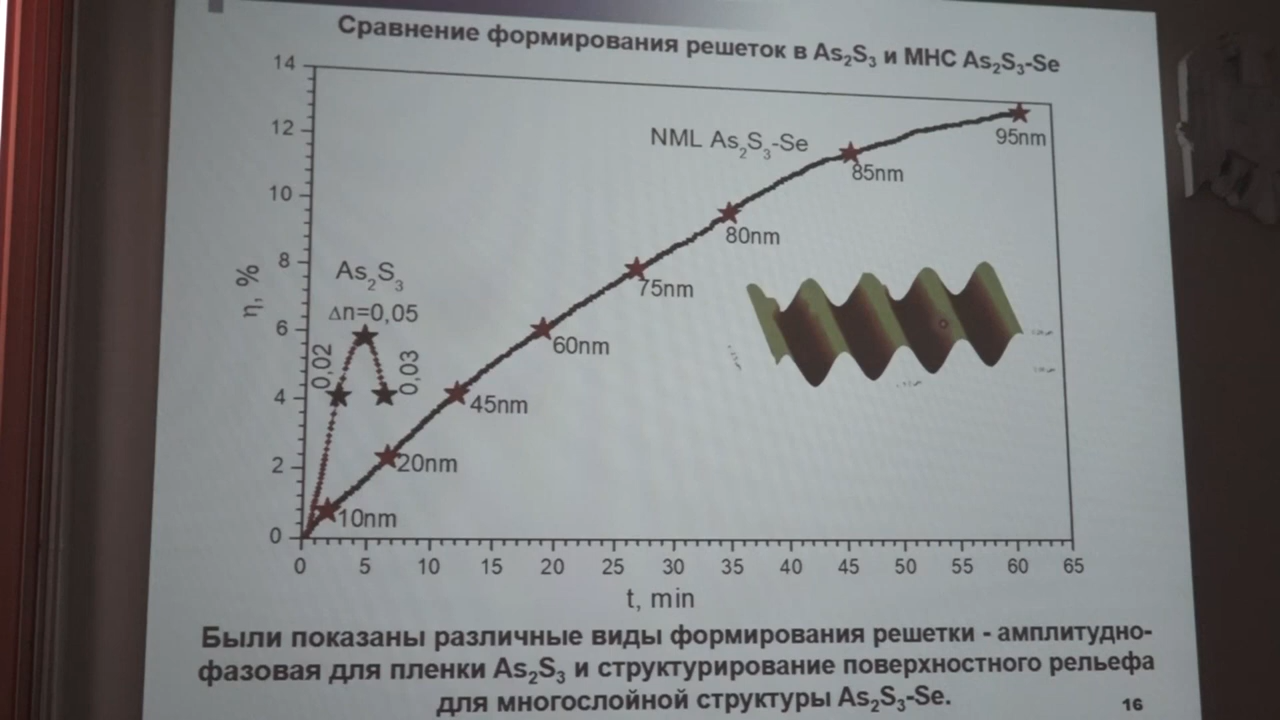 Сравнение формирования решеток в As₂S₃ и МНС As₂S₃-Se
14
12
10
8
6
4
2
0
η, %
As₂S₃
Δn=0,05
0,02
0,03
NML As₂S₃-Se
10nm
20nm
45nm
60nm
75nm
80nm
85nm
95nm
0 5 10 15 20 25 30 35 40 45 50 55 60 65
t, min
Были показаны различные виды формирования решетки - амплитудно-
фазовая для пленки As₂S₃ и структурирование поверхностного рельефа
для многослойной структуры As₂S₃-Se.
16